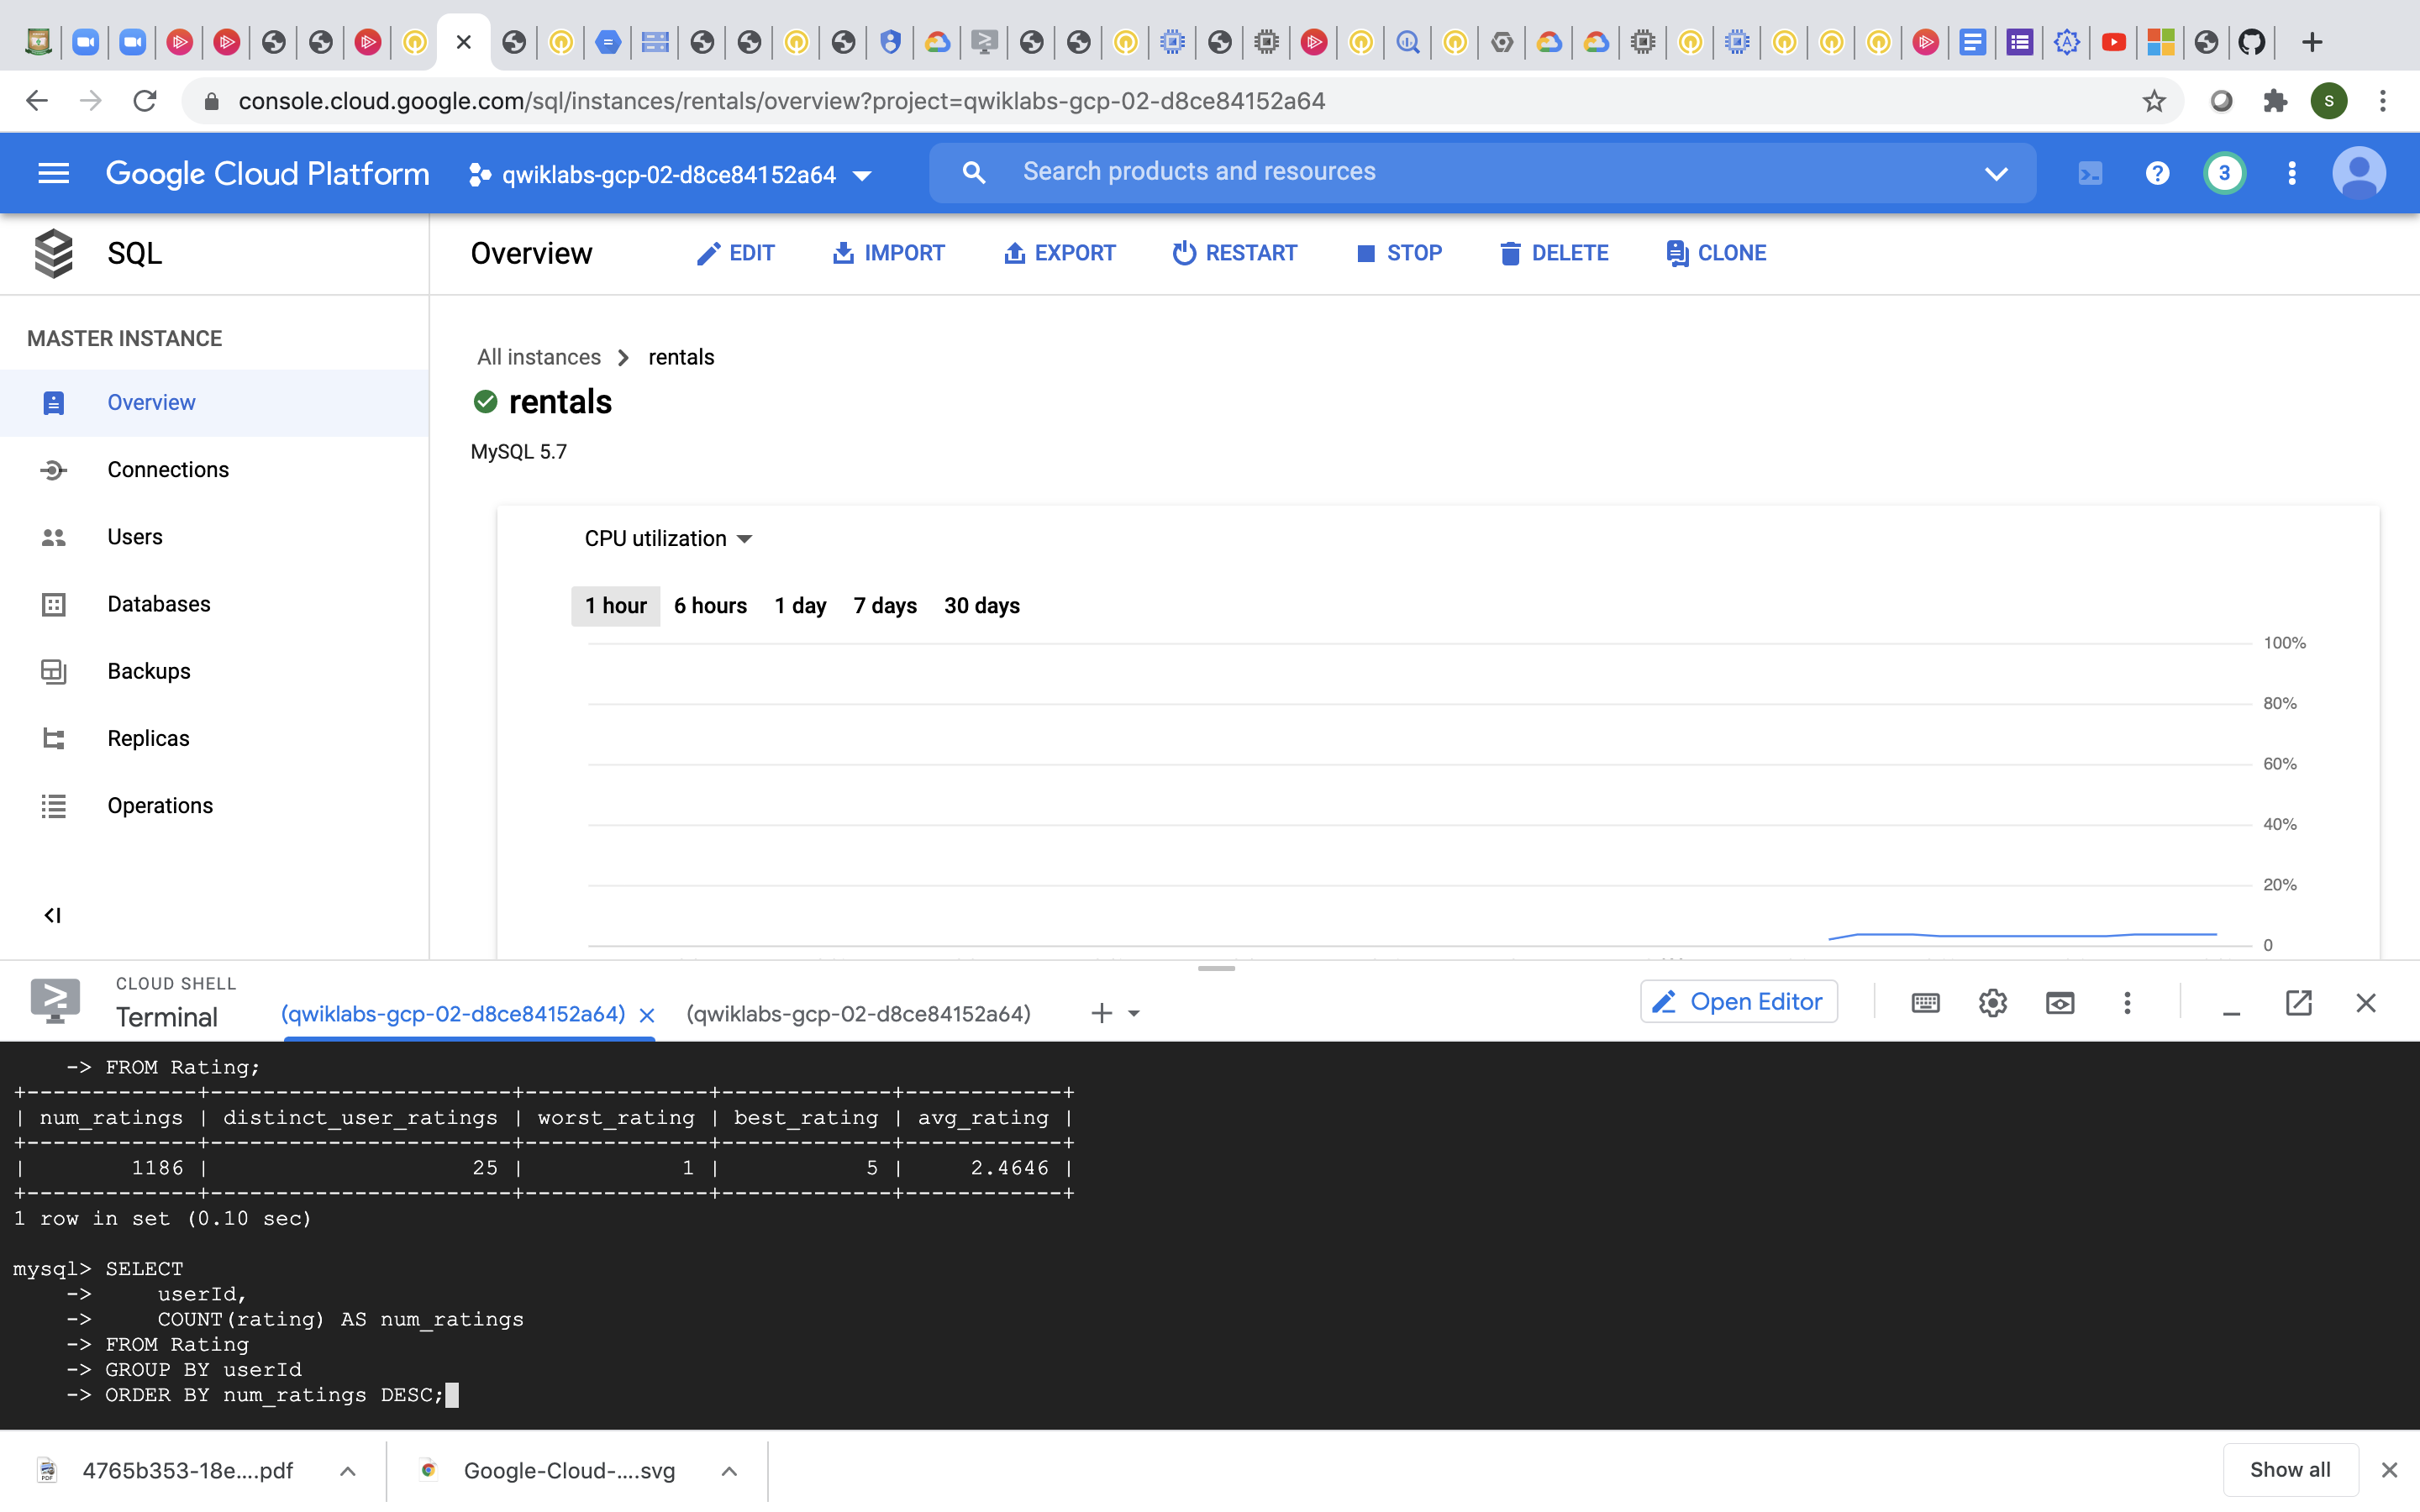 console.cloud.google.com/sql/instances/rentals/overview?project=qwiklabs-gcp-02-d8ce84152a64
S
Google Cloud Platform
qwiklabs-gcp-02-d8ce84152a64
Search products and resources
3
SQL
Overview
EDIT
IMPORT
EXPORT
RESTART
STOP
DELETE
CLONE
MASTER INSTANCE
Overview
Connections
Users
Databases
Backups
Replicas
Operations
All instances
rentals
rentals
MySQL 5.7
CPU utilization
1 hour 6 hours 1 day 7 days 30 days
100%
80%
60%
40%
20%
0
CLOUD SHELL
Terminal
(qwiklabs-gcp-02-d8ce84152a64)
(qwiklabs-gcp-02-d8ce84152a64)
Open Editor
    -> FROM Rating;
+-------------+-----------------------+--------------+-------------+------------+
| num_ratings | distinct_user_ratings | worst_rating | best_rating | avg_rating |
+-------------+-----------------------+--------------+-------------+------------+
|        1186 |                    25 |            1 |           5 |     2.4646 |
+-------------+-----------------------+--------------+-------------+------------+
1 row in set (0.10 sec)
mysql> SELECT
    ->     userId,
    ->     COUNT(rating) AS num_ratings
    -> FROM Rating
    -> GROUP BY userId
    -> ORDER BY num_ratings DESC;
4765b353-18e....pdf
Google-Cloud-....svg
Show all